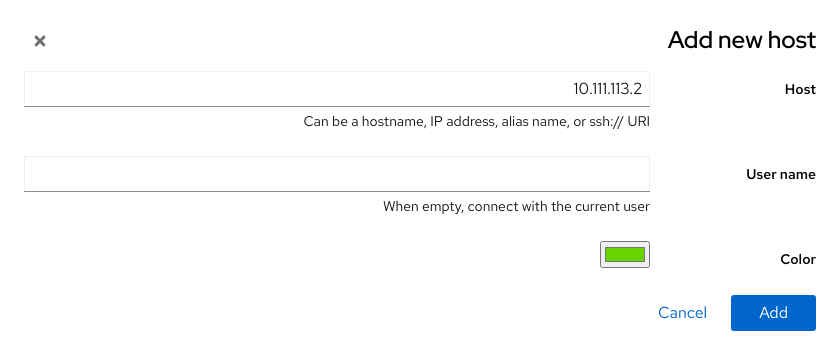 Add new host
Host
10.111.113.2
Can be a hostname, IP address, alias name, or ssh:// URI
User name
When empty, connect with the current user
Color
Add
Cancel